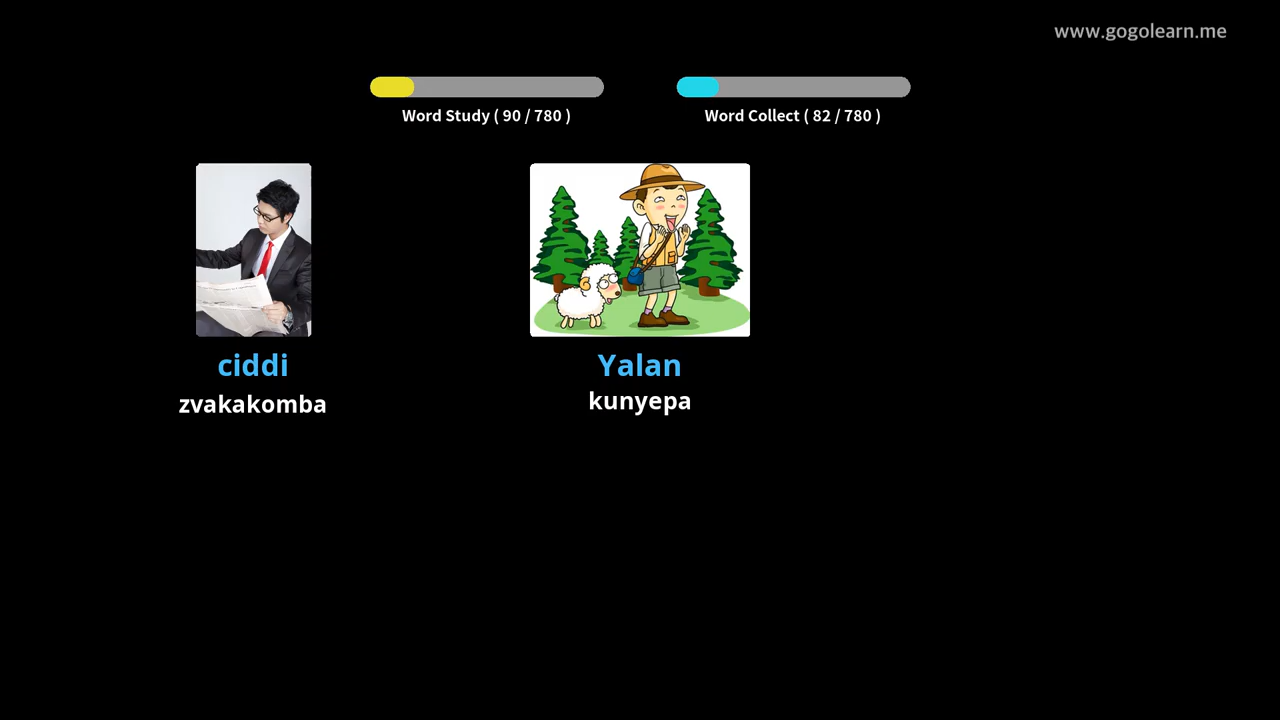 www.gogolearn.me
Word Study ( 90 / 780 )
Word Collect ( 82 / 780 )
ciddi
zvakakomba
Yalan
kunyepa